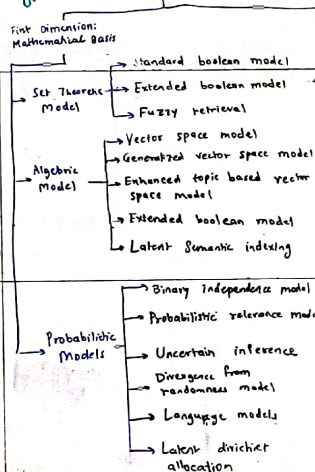 First Dimension:
Mathematical Basis
Standard boolean model
Set Theoretic
Model
Extended boolean model
Fuzzy retrieval
Algebric
Model
Vector space model
Generalized vector space model
Enhanced topic based vector
space model
Extended boolean model
Latent Semantic indexing
Probabilistic
Models
Binary Independence model
Probabilistic relevance mode
Uncertain inference
Divergence from
randomness model
Language models
Latent dirichlet
allocation